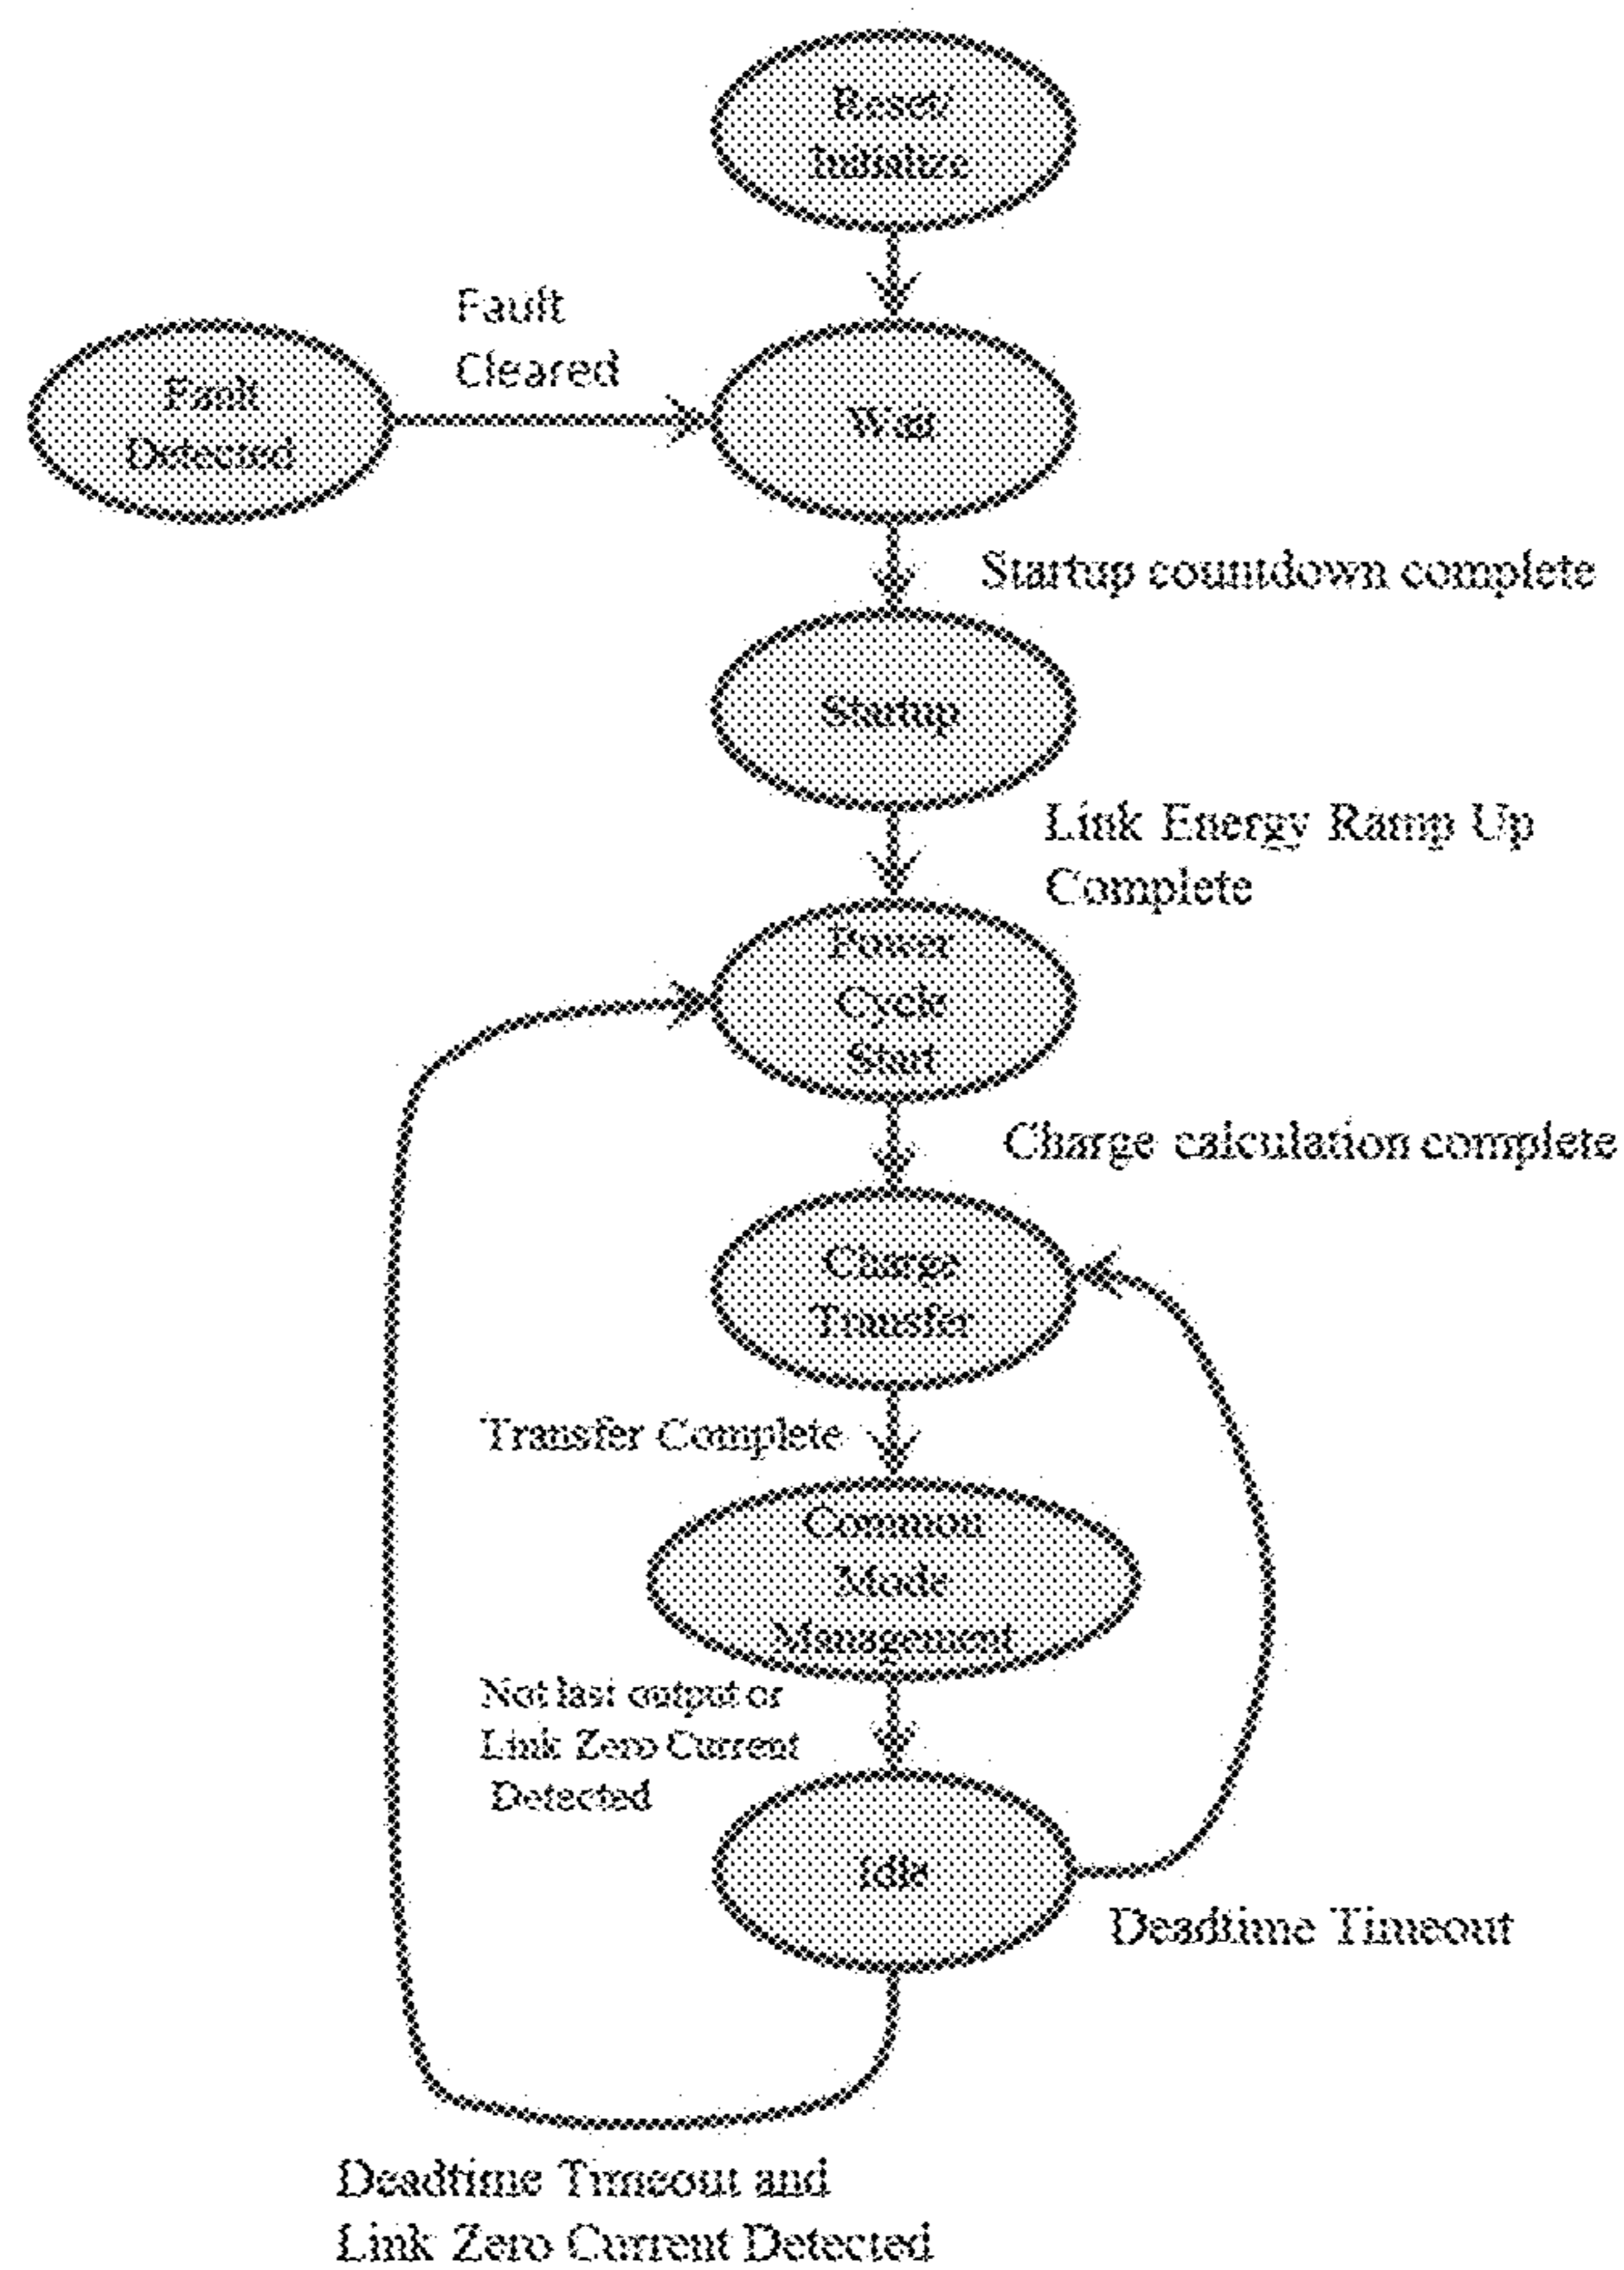 Reset/
Initialize
Fault
Cleared
Fault
Detected
Wait
Startup countdown complete
Startup
Link Energy Ramp Up
Complete
Power
Cycle
Start
Charge calculation complete
Charge
Transfer
Transfer Complete
Common
Mode
Management
Not last output or
Link Zero Current
Detected
Idle
Deadtime Timeout
Deadtime Timeout and
Link Zero Current Detected